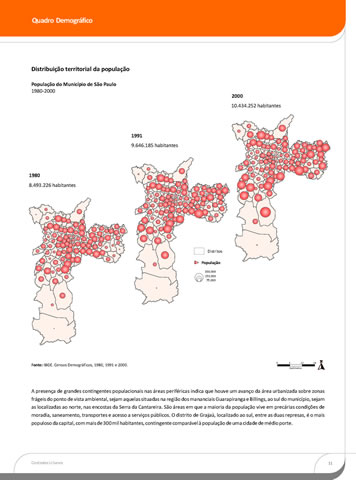 Quadro Demográfico
Distribuição territorial da população
População do Município de São Paulo
1980-2000
2000
10.434.252 habitantes
1991
9.646.185 habitantes
1980
8.493.226 habitantes
Distritos
População
Fonte: IBGE. Censos Demográficos, 1980, 1991 e 2000.
A presença de grandes contingentes populacionais nas áreas periféricas indica que houve um avanço da área urbanizada sobre zonas
frágeis do ponto de vista ambiental, sejam aquelas situadas na região dos mananciais Guarapiranga e Billings, ao sul do município, sejam
as localizadas ao norte, nas encostas da Serra da Cantareira. São áreas em que a maioria da população vive em precárias condições de
moradia, saneamento, transportes e acesso a serviços públicos. O distrito de Grajaú, localizado ao sul, entre as duas represas, é o mais
populoso da capital, com mais de 300 mil habitantes, contingente comparável à população de uma cidade de médio porte.
11